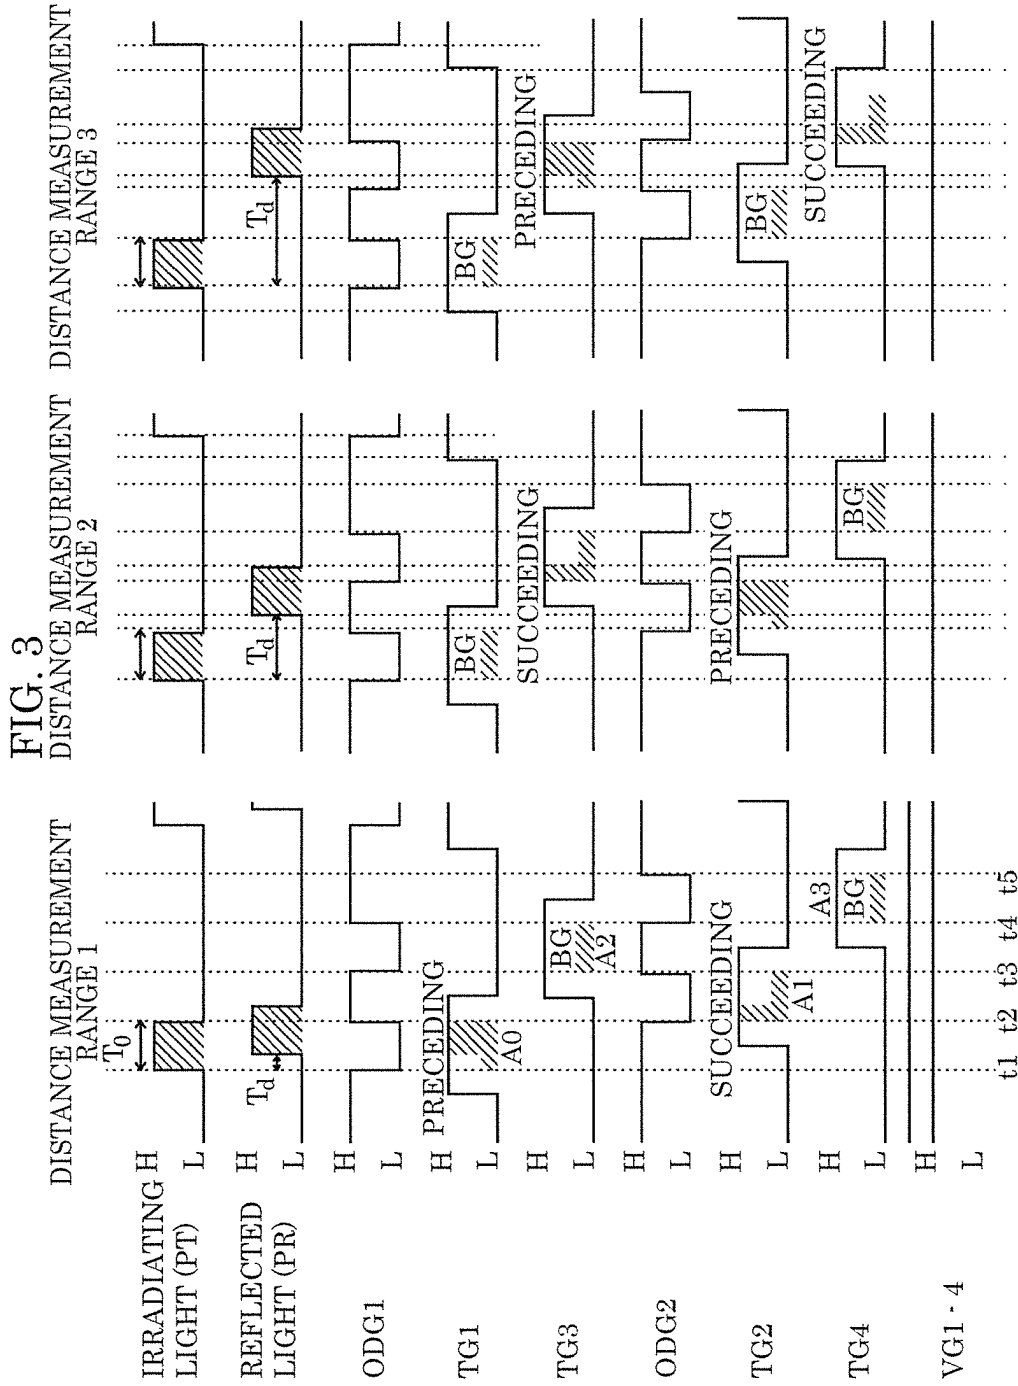 FIG. 3
DISTANCE MEASUREMENT
RANGE 1
DISTANCE MEASUREMENT
RANGE 2
DISTANCE MEASUREMENT
RANGE 3
IRRADIATING
LIGHT (PT)
H
L
T0
REFLECTED
LIGHT (PR)
H
L
Td
Td
Td
ODG1
H
L
TG1
H
L
PRECEDING
A0
BG
BG
TG3
H
L
BG
A2
SUCCEEDING
PRECEDING
ODG2
H
L
TG2
H
L
SUCCEEDING
A1
PRECEDING
BG
TG4
H
L
A3
BG
BG
SUCCEEDING
VG1 - 4
H
L
t1 t2 t3 t4 t5